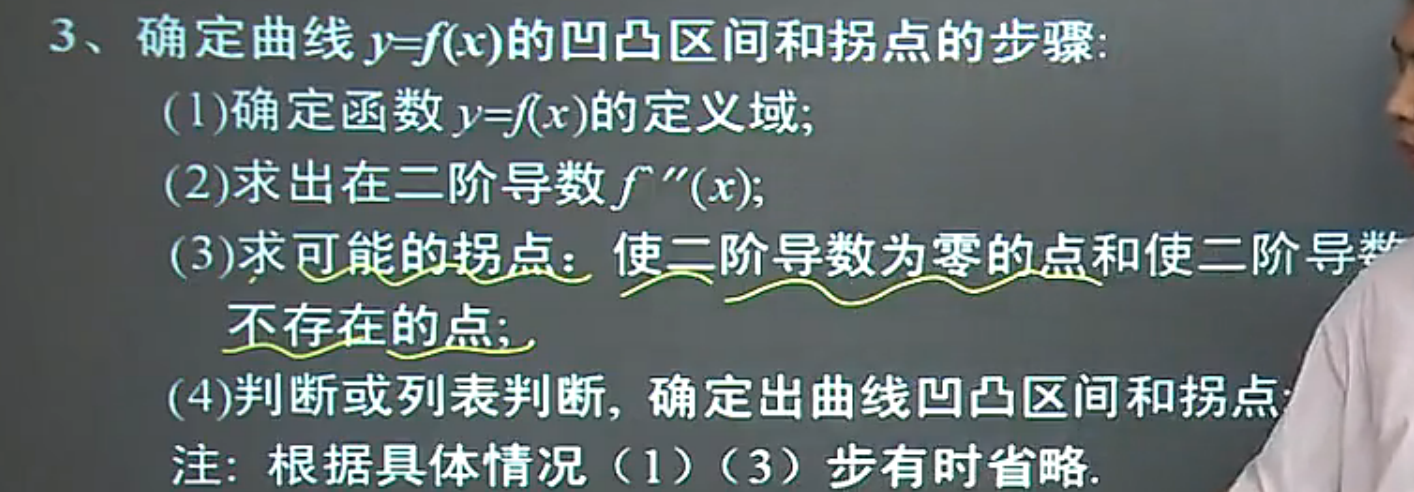 3、确定曲线 y=f(x)的凹凸区间和拐点的步骤:
(1)确定函数 y=f(x)的定义域;
(2)求出在二阶导数 f ″(x);
(3)求可能的拐点：使二阶导数为零的点和使二阶导数
不存在的点;
(4)判断或列表判断, 确定出曲线凹凸区间和拐点;
注: 根据具体情况（1）（3）步有时省略.